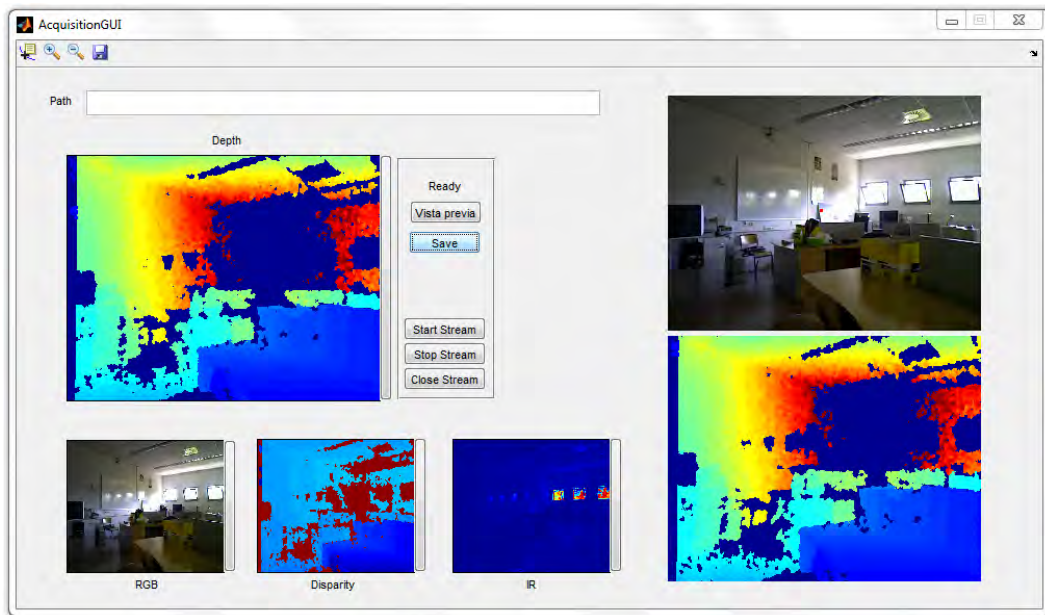 AcquisitionGUI
Path
Depth
Ready
Vista previa
Save
Start Stream
Stop Stream
Close Stream
RGB
Disparity
IR